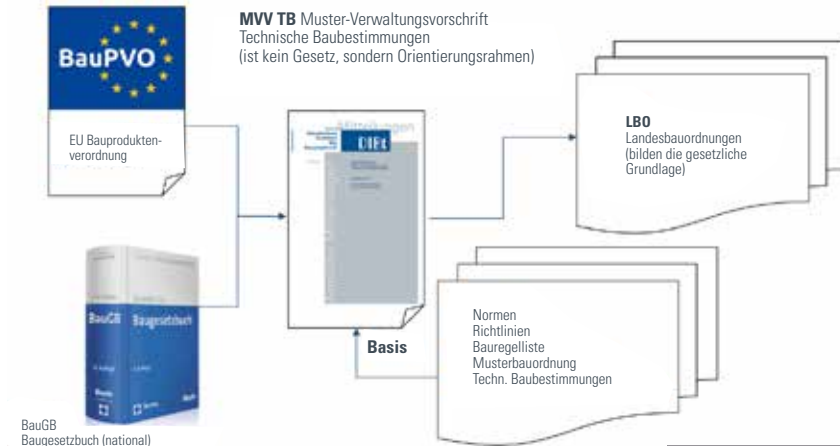 BauPVO
EU Bauprodukten-
verordnung
MVV TB Muster-Verwaltungsvorschrift
Technische Baubestimmungen
(ist kein Gesetz, sondern Orientierungsrahmen)
Mitteilungen
DIBt
LBO
Landesbauordnungen
(bilden die gesetzliche
Grundlage)
Basis
Normen
Richtlinien
Bauregelliste
Musterbauordnung
Techn. Baubestimmungen
BauGB
Baugesetzbuch
BauGB
Baugesetzbuch (national)